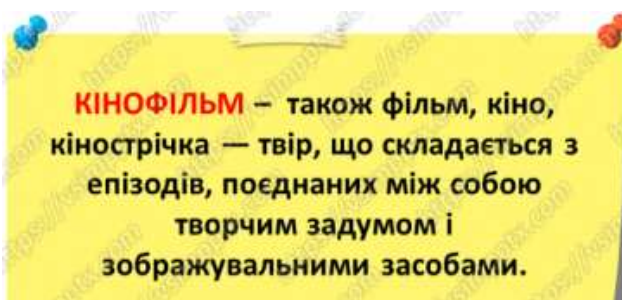 КІНОФІЛЬМ – також фільм, кіно,
кінострічка — твір, що складається з
епізодів, поєднаних між собою
творчим задумом і
зображувальними засобами.